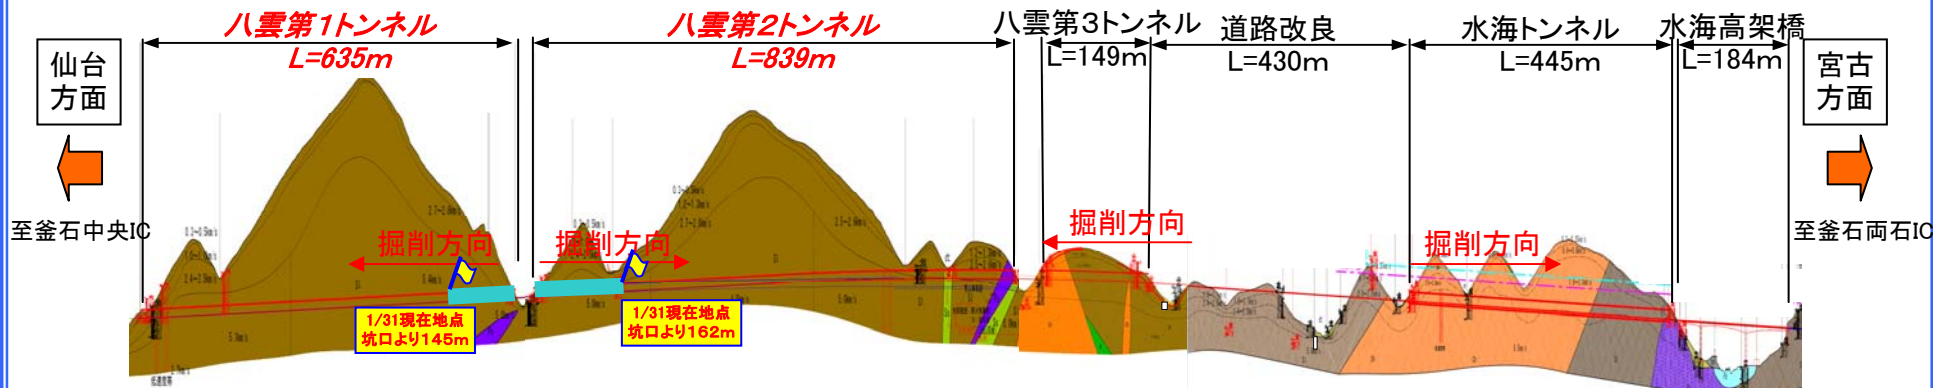 八雲第1トンネル
L=635m
八雲第2トンネル
L=839m
八雲第3トンネル
L=149m
道路改良
L=430m
水海トンネル
L=445m
水海高架橋
L=184m
仙台
方面
宮古
方面
至釜石中央IC
至釜石両石IC
掘削方向
掘削方向
掘削方向
掘削方向
1/31現在地点
坑口より145m
1/31現在地点
坑口より162m
低速度帯